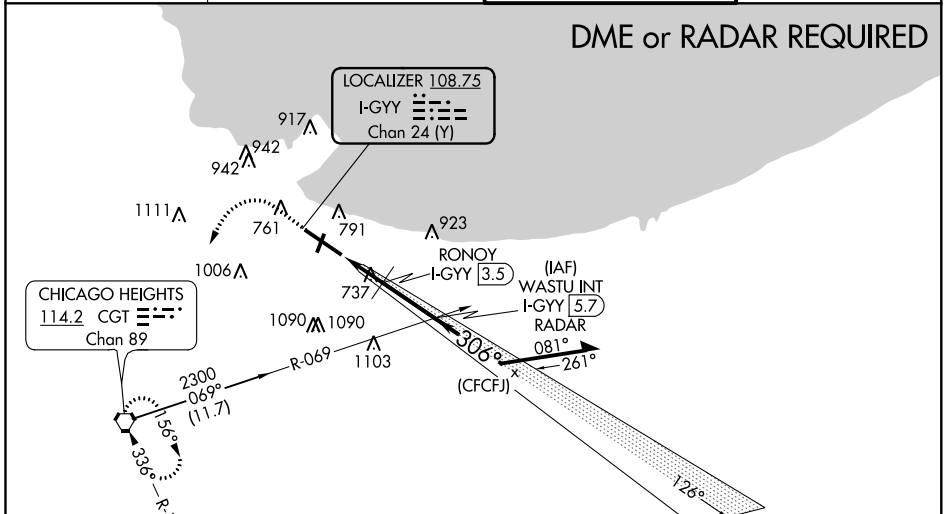 DME or RADAR REQUIRED
LOCALIZER 108.75
I-GYY
Chan 24 (Y)
917
942
942
1111
761
791
923
RONOY
I-GYY 3.5
(IAF)
WASTU INT
I-GYY 5.7
RADAR
1006
737
CHICAGO HEIGHTS
114.2 CGT
Chan 89
1090
1090
1103
306°
081°
261°
(CFCFJ)
R-069
2300
069°
(11.7)
156°
336°
R-
126°